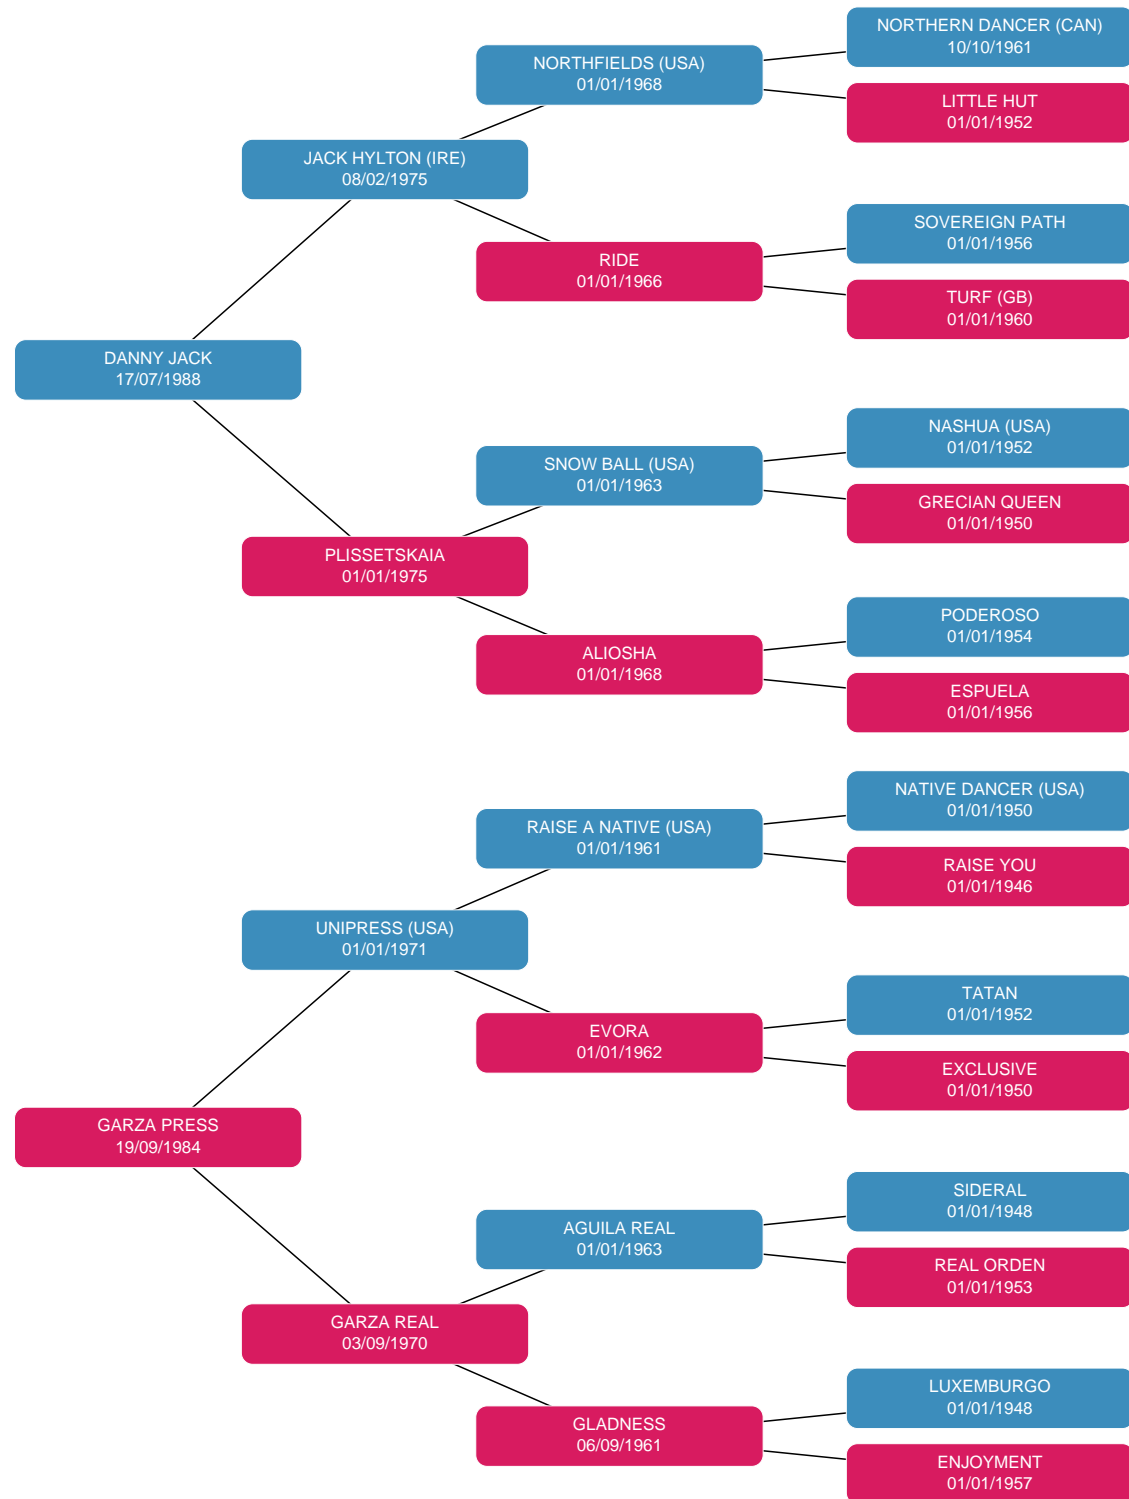 NORTHERN DANCER (CAN)
10/10/1961
NORTHFIELDS (USA)
01/01/1968
LITTLE HUT
01/01/1952
JACK HYLTON (IRE)
08/02/1975
SOVEREIGN PATH
01/01/1956
RIDE
01/01/1966
TURF (GB)
01/01/1960
DANNY JACK
17/07/1988
NASHUA (USA)
01/01/1952
SNOW BALL (USA)
01/01/1963
GRECIAN QUEEN
01/01/1950
PLISSETSKAIA
01/01/1975
PODEROSO
01/01/1954
ALIOSHA
01/01/1968
ESPUELA
01/01/1956
NATIVE DANCER (USA)
01/01/1950
RAISE A NATIVE (USA)
01/01/1961
RAISE YOU
01/01/1946
UNIPRESS (USA)
01/01/1971
TATAN
01/01/1952
EVORA
01/01/1962
EXCLUSIVE
01/01/1950
GARZA PRESS
19/09/1984
SIDERAL
01/01/1948
AGUILA REAL
01/01/1963
REAL ORDEN
01/01/1953
GARZA REAL
03/09/1970
LUXEMBURGO
01/01/1948
GLADNESS
06/09/1961
ENJOYMENT
01/01/1957